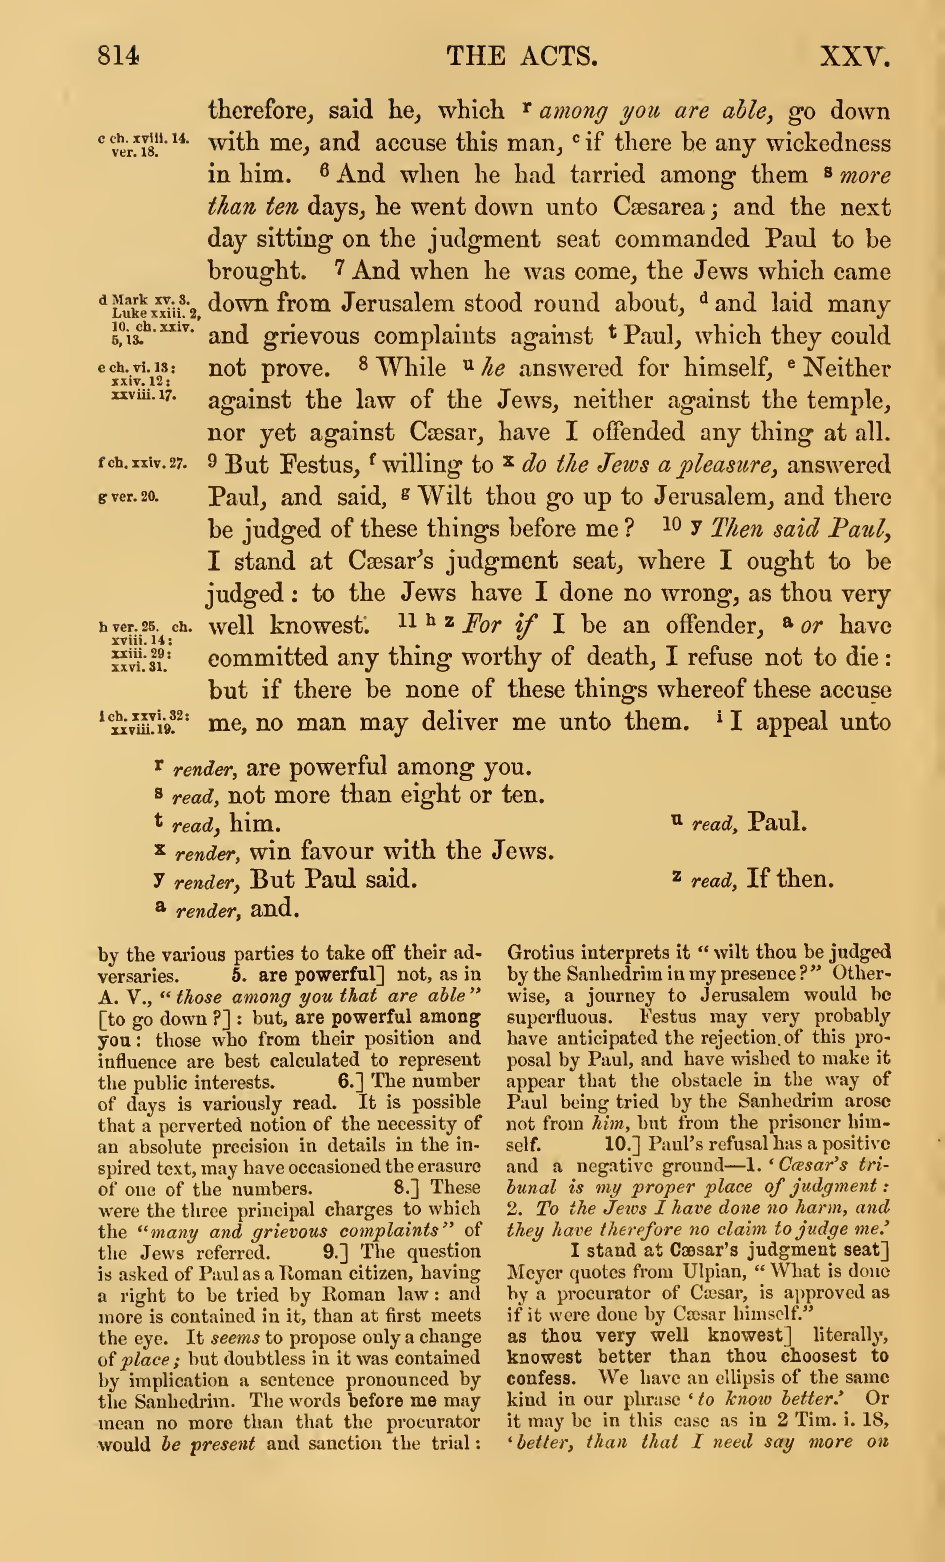 814 THE ACTS. XXV.
therefore, said he, which r among you are able, go down
c ch. xviii. 14. ver. 18.
with me, and accuse this man, c if there be any wickedness
in him. 6 And when he had tarried among them s more
than ten days, he went down unto Cæsarea; and the next
day sitting on the judgment seat commanded Paul to be
brought. 7 And when he was come, the Jews which came
d Mark xv. 3. Luke xxiii. 2, 10. ch. xxiv. 5, 13.
down from Jerusalem stood round about, d and laid many
and grievous complaints against t Paul, which they could
e ch. vi. 13: xxiv. 12: xxviii. 17.
not prove. 8 While u he answered for himself, e Neither
against the law of the Jews, neither against the temple,
nor yet against Cæsar, have I offended any thing at all.
f ch. xxiv. 27.
9 But Festus, f willing to x do the Jews a pleasure, answered
g ver. 20.
Paul, and said, g Wilt thou go up to Jerusalem, and there
be judged of these things before me? 10 y Then said Paul,
I stand at Cæsar's judgment seat, where I ought to be
judged: to the Jews have I done no wrong, as thou very
h ver. 25. ch. xviii. 14: xxiii. 29: xxvi. 31.
well knowest. 11 h z For if I be an offender, a or have
committed any thing worthy of death, I refuse not to die:
but if there be none of these things whereof these accuse
i ch. xxvi. 32: xxviii. 19.
me, no man may deliver me unto them. i I appeal unto
r render, are powerful among you.
s read, not more than eight or ten.
t read, him. u read, Paul.
x render, win favour with the Jews.
y render, But Paul said. z read, If then.
a render, and.
by the various parties to take off their ad-
versaries. 5. are powerful] not, as in
A. V., "those among you that are able"
[to go down ?]: but, are powerful among
you: those who from their position and
influence are best calculated to represent
the public interests. 6.] The number
of days is variously read. It is possible
that a perverted notion of the necessity of
an absolute precision in details in the in-
spired text, may have occasioned the erasure
of one of the numbers. 8.] These
were the three principal charges to which
the "many and grievous complaints" of
the Jews referred. 9.] The question
is asked of Paul as a Roman citizen, having
a right to be tried by Roman law: and
more is contained in it, than at first meets
the eye. It seems to propose only a change
of place; but doubtless in it was contained
by implication a sentence pronounced by
the Sanhedrim. The words before me may
mean no more than that the procurator
would be present and sanction the trial:
Grotius interprets it "wilt thou be judged
by the Sanhedrim in my presence?" Other-
wise, a journey to Jerusalem would be
superfluous. Festus may very probably
have anticipated the rejection of this pro-
posal by Paul, and have wished to make it
appear that the obstacle in the way of
Paul being tried by the Sanhedrim arose
not from him, but from the prisoner him-
self. 10.] Paul's refusal has a positive
and a negative ground—1. 'Cæsar's tri-
bunal is my proper place of judgment:
2. To the Jews I have done no harm, and
they have therefore no claim to judge me.'
I stand at Cæsar's judgment seat]
Meyer quotes from Ulpian, "What is done
by a procurator of Cæsar, is approved as
if it were done by Cæsar himself."
as thou very well knowest] literally,
knowest better than thou choosest to
confess. We have an ellipsis of the same
kind in our phrase 'to know better.' Or
it may be in this case as in 2 Tim. i. 18,
'better, than that I need say more on